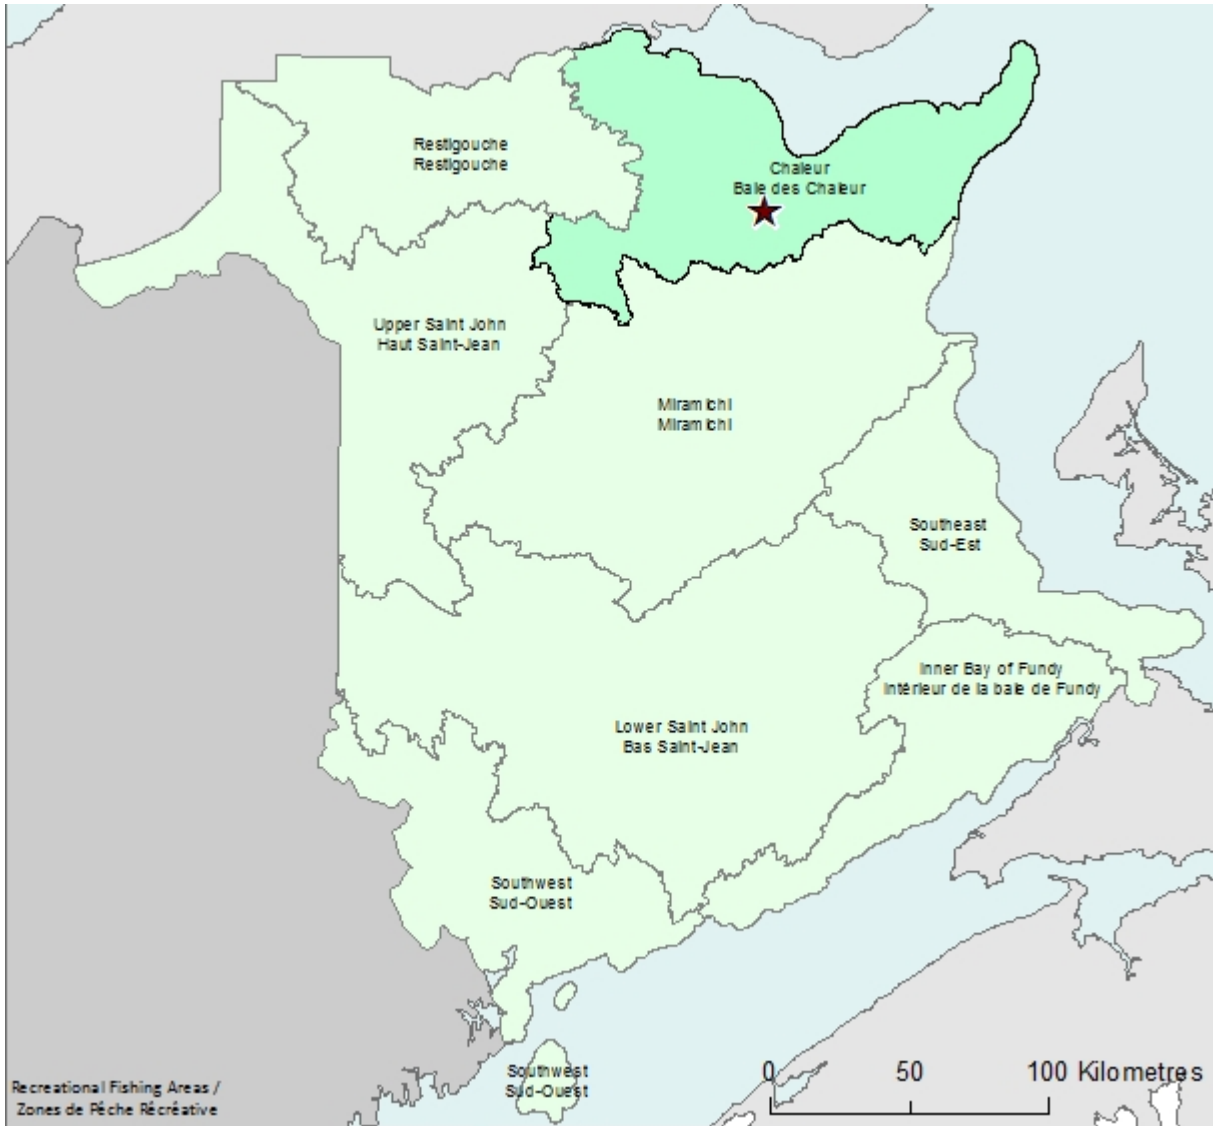 Restigouche
Restigouche
Chaleur
Baie des Chaleur
Upper Saint John
Haut Saint-Jean
Miramichi
Miramichi
Southeast
Sud-Est
Inner Bay of Fundy
Intérieur de la baie de Fundy
Lower Saint John
Bas Saint-Jean
Southwest
Sud-Ouest
Southwest
Sud-Ouest
0 50 100 Kilometres
Recreational Fishing Areas /
Zones de Pêche Récréative